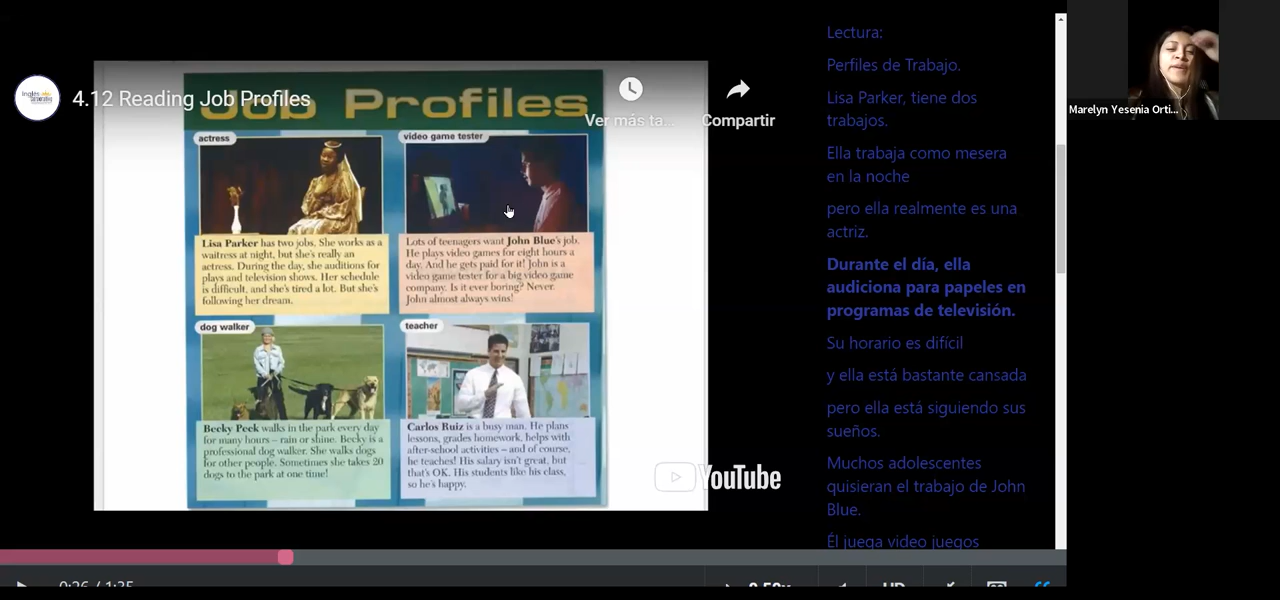 4.12 Reading Job Profiles
Job Profiles
Ver más ta...
Compartir
actress
Lisa Parker has two jobs. She works as a
waitress at night, but she's really an
actress. During the day, she auditions for
plays and television shows. Her schedule
is difficult, and she's tired a lot. But she's
following her dream.
video game tester
Lots of teenagers want John Blue's job.
He plays video games for eight hours a
day. And he gets paid for it! John is a
video game tester for a big video game
company. Is it ever boring? Never.
John almost always wins!
dog walker
Becky Peek walks in the park every day
for many hours – rain or shine. Becky is a
professional dog walker. She walks dogs
for other people. Sometimes she takes 20
dogs to the park at one time!
teacher
Carlos Ruiz is a busy man. He plans
lessons, grades homework, helps with
after-school activities – and of course,
he teaches! His salary isn't great, but
that's OK. His students like his class,
so he's happy.
YouTube
Lectura:
Perfiles de Trabajo.
Lisa Parker, tiene dos
trabajos.
Ella trabaja como mesera
en la noche
pero ella realmente es una
actriz.
Durante el día, ella
audiciona para papeles en
programas de televisión.
Su horario es difícil
y ella está bastante cansada
pero ella está siguiendo sus
sueños.
Muchos adolescentes
quisieran el trabajo de John
Blue.
Él juega video juegos
Marelyn Yesenia Orti...
0:26 / 1:35